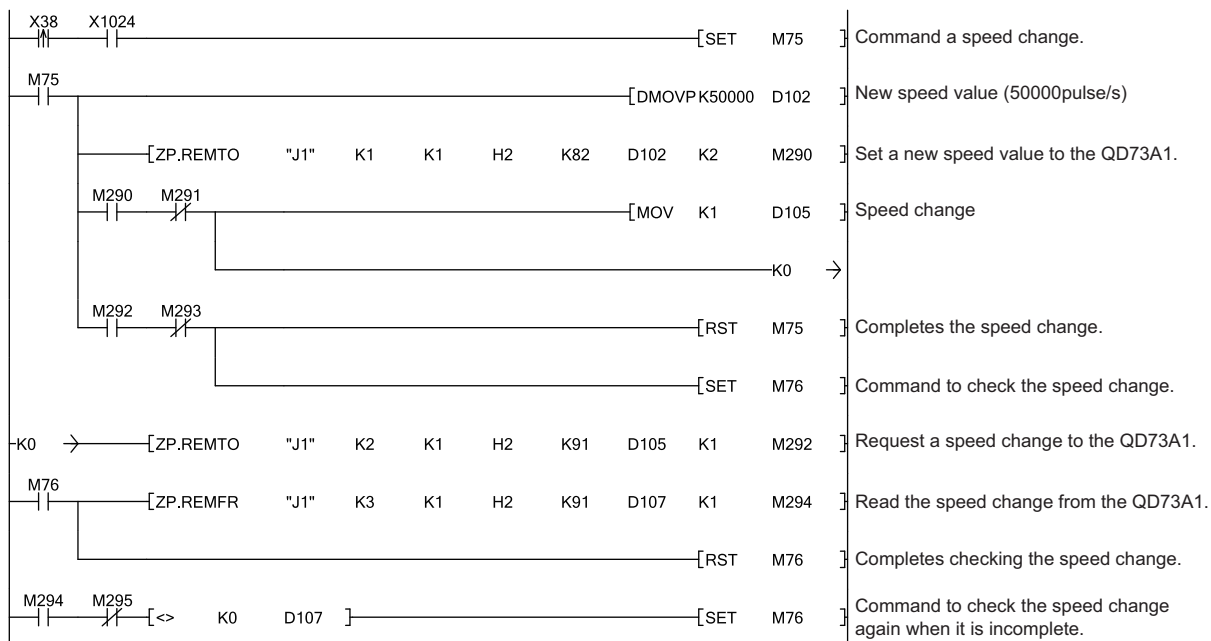 X38 X1024
SET M75 Command a speed change.
M75
DMOVP K50000 D102 New speed value (50000pulse/s)
ZP.REMTO "J1" K1 K1 H2 K82 D102 K2 M290 Set a new speed value to the QD73A1.
M290 M291
MOV K1 D105 Speed change
K0
M292 M293
RST M75 Completes the speed change.
SET M76 Command to check the speed change.
K0 ZP.REMTO "J1" K2 K1 H2 K91 D105 K1 M292 Request a speed change to the QD73A1.
M76
ZP.REMFR "J1" K3 K1 H2 K91 D107 K1 M294 Read the speed change from the QD73A1.
RST M76 Completes checking the speed change.
M294 M295
<> K0 D107 SET M76 Command to check the speed change
again when it is incomplete.